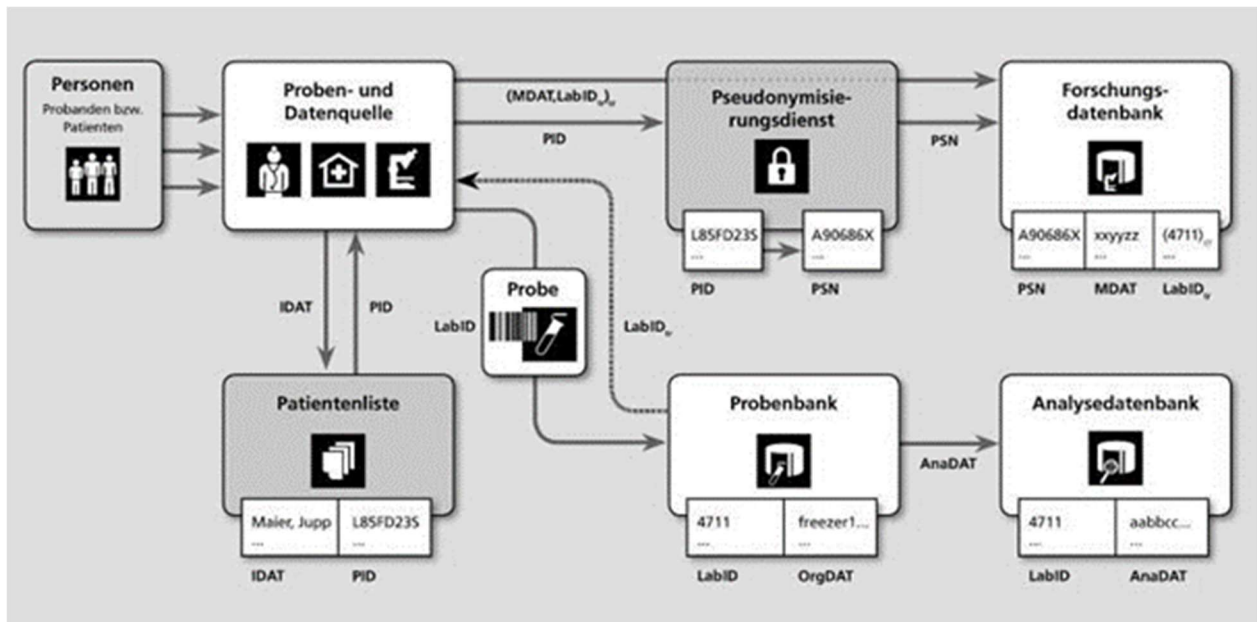 Personen
Probanden bzw.
Patienten
Proben- und
Datenquelle
(MDAT,LabIDtr)tr
PID
Pseudonymisie-
rungsdienst
L85FD23S
...
A90686X
...
PID
PSN
PSN
Forschungs-
datenbank
A90686X
...
xxyyzz
...
(4711)tr
...
PSN
MDAT
LabIDtr
IDAT
PID
LabID
Probe
LabIDtr
Patientenliste
Maier, Jupp
...
L85FD23S
...
IDAT
PID
Probenbank
4711
...
freezer1...
...
LabID
OrgDAT
AnaDAT
Analysedatenbank
4711
...
aabbcc...
...
LabID
AnaDAT